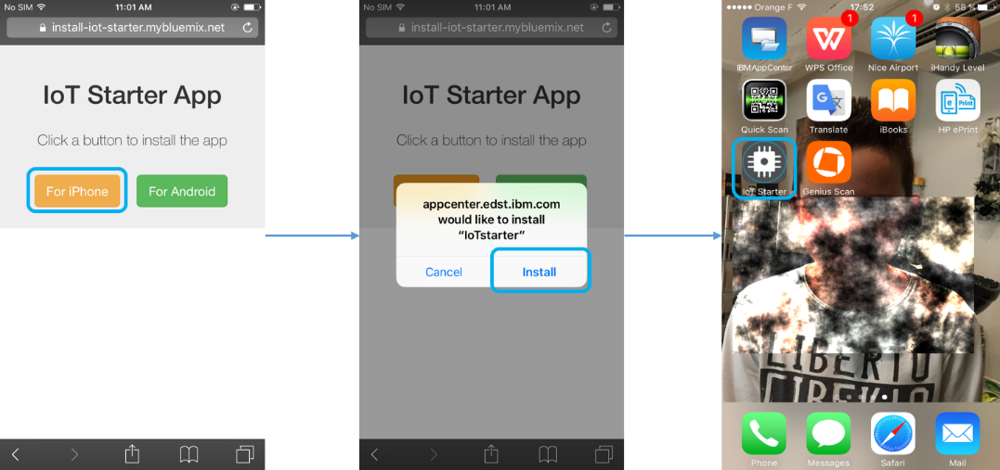 No SIM 11:01 AM
install-iot-starter.mybluemix.net
IoT Starter App
Click a button to install the app
For iPhone For Android
No SIM 11:01 AM
install-iot-starter.mybluemix.net
IoT Starter App
Click a button to install the app
appcenter.edst.ibm.com
would like to install
“IoTstarter”
Cancel Install
Orange F 17:52 58 %
1 1
IBMAppCenter WPS Office Nice Airport iHandy Level
Quick Scan Translate iBooks HP ePrint
IoT Starter Genius Scan
LIBERTÓ
Phone Messages Safari Mail